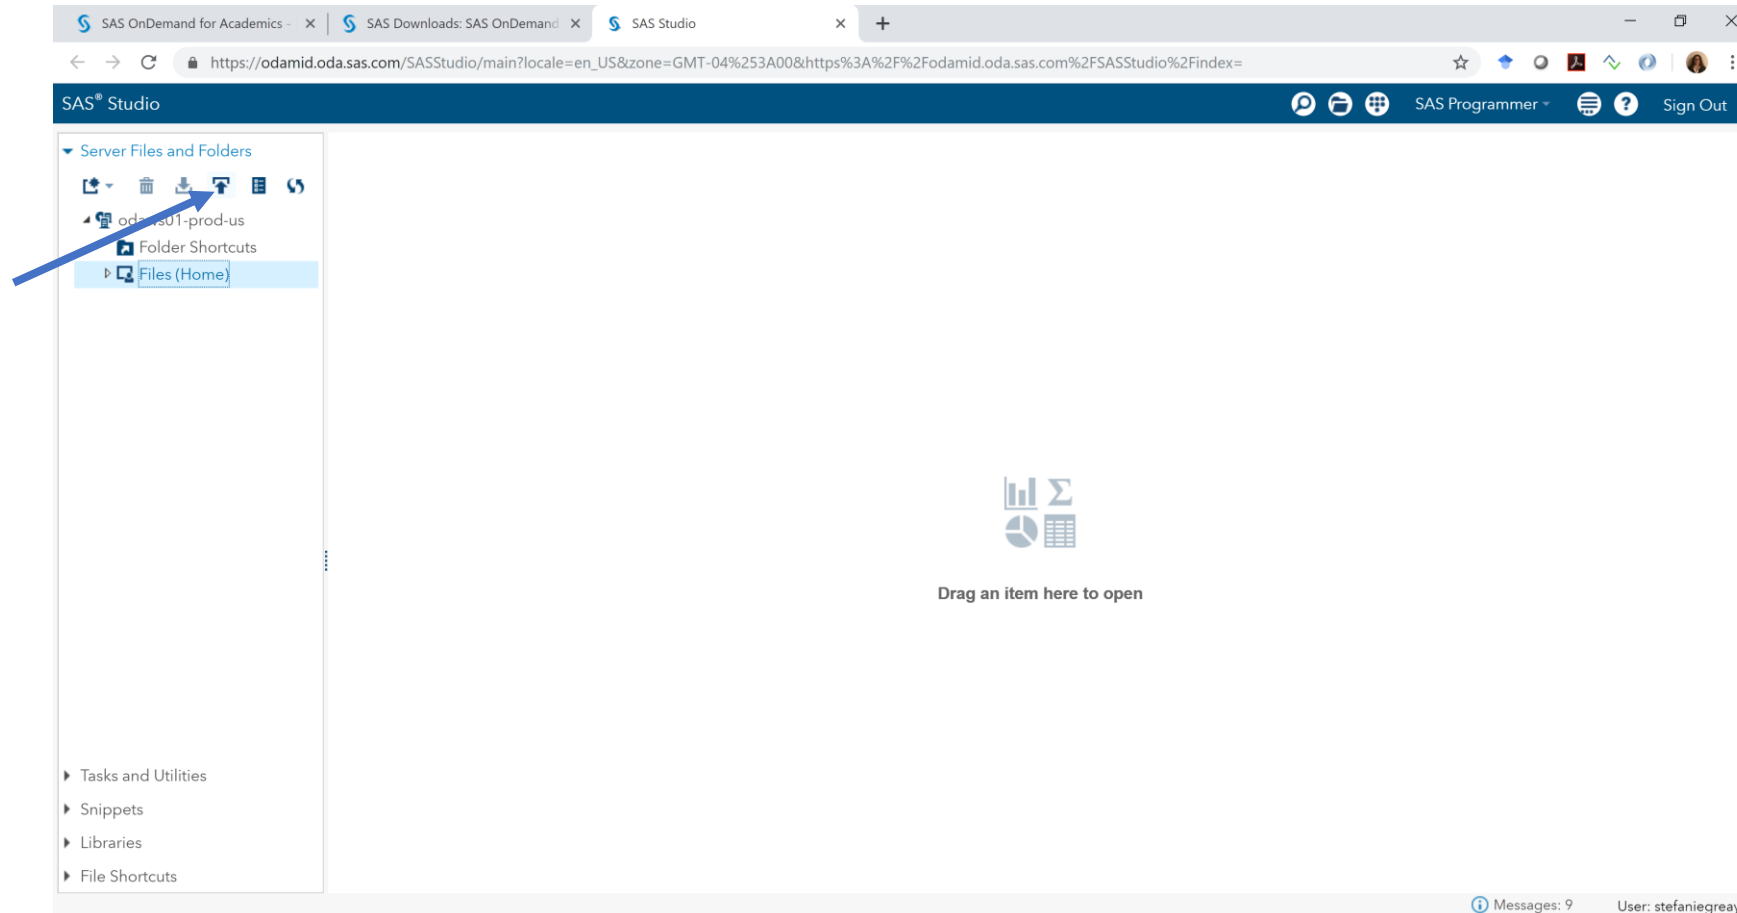 SAS OnDemand for Academics -
SAS Downloads: SAS OnDemand
SAS Studio
https://odamid.oda.sas.com/SASStudio/main?locale=en_US&zone=GMT-04%253A00&https%3A%2F%2Fodamid.oda.sas.com%2FSASStudio%2Findex=
SAS® Studio
SAS Programmer
Sign Out
Server Files and Folders
01-prod-us
Folder Shortcuts
Files (Home)
Drag an item here to open
Tasks and Utilities
Snippets
Libraries
File Shortcuts
Messages: 9
User: stefaniegreay